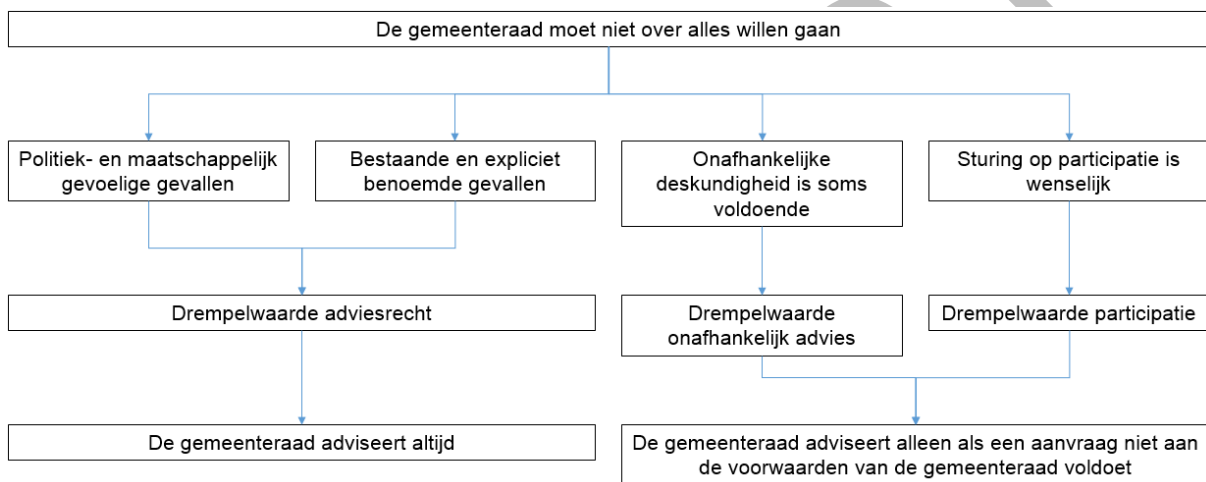 De gemeenteraad moet niet over alles willen gaan
Politiek- en maatschappelijk
gevoelige gevallen
Bestaande en expliciet
benoemde gevallen
Onafhankelijke
deskundigheid is soms
voldoende
Sturing op participatie is
wenselijk
Drempelwaarde adviesrecht
Drempelwaarde
onafhankelijk advies
Drempelwaarde participatie
De gemeenteraad adviseert altijd
De gemeenteraad adviseert alleen als een aanvraag niet aan
de voorwaarden van de gemeenteraad voldoet